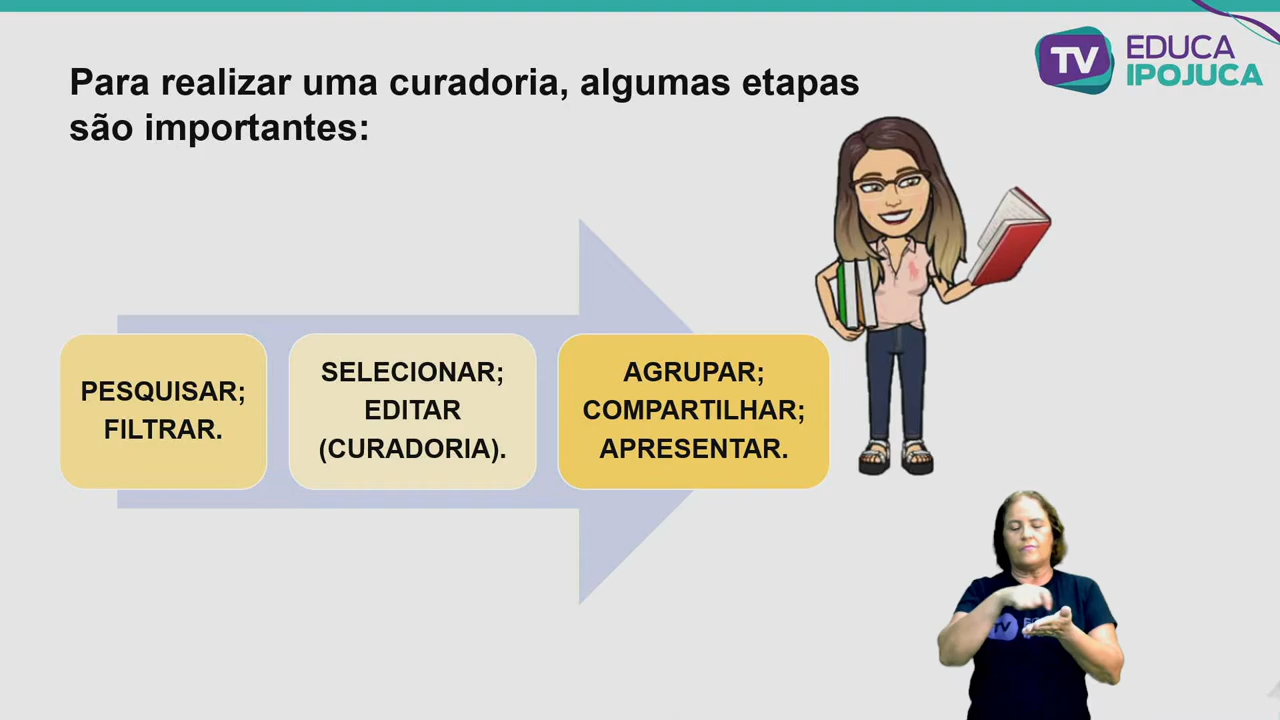 Para realizar uma curadoria, algumas etapas
são importantes:
TV
EDUCA
IPOJUCA
PESQUISAR;
FILTRAR.
SELECIONAR;
EDITAR
(CURADORIA).
AGRUPAR;
COMPARTILHAR;
APRESENTAR.
TV